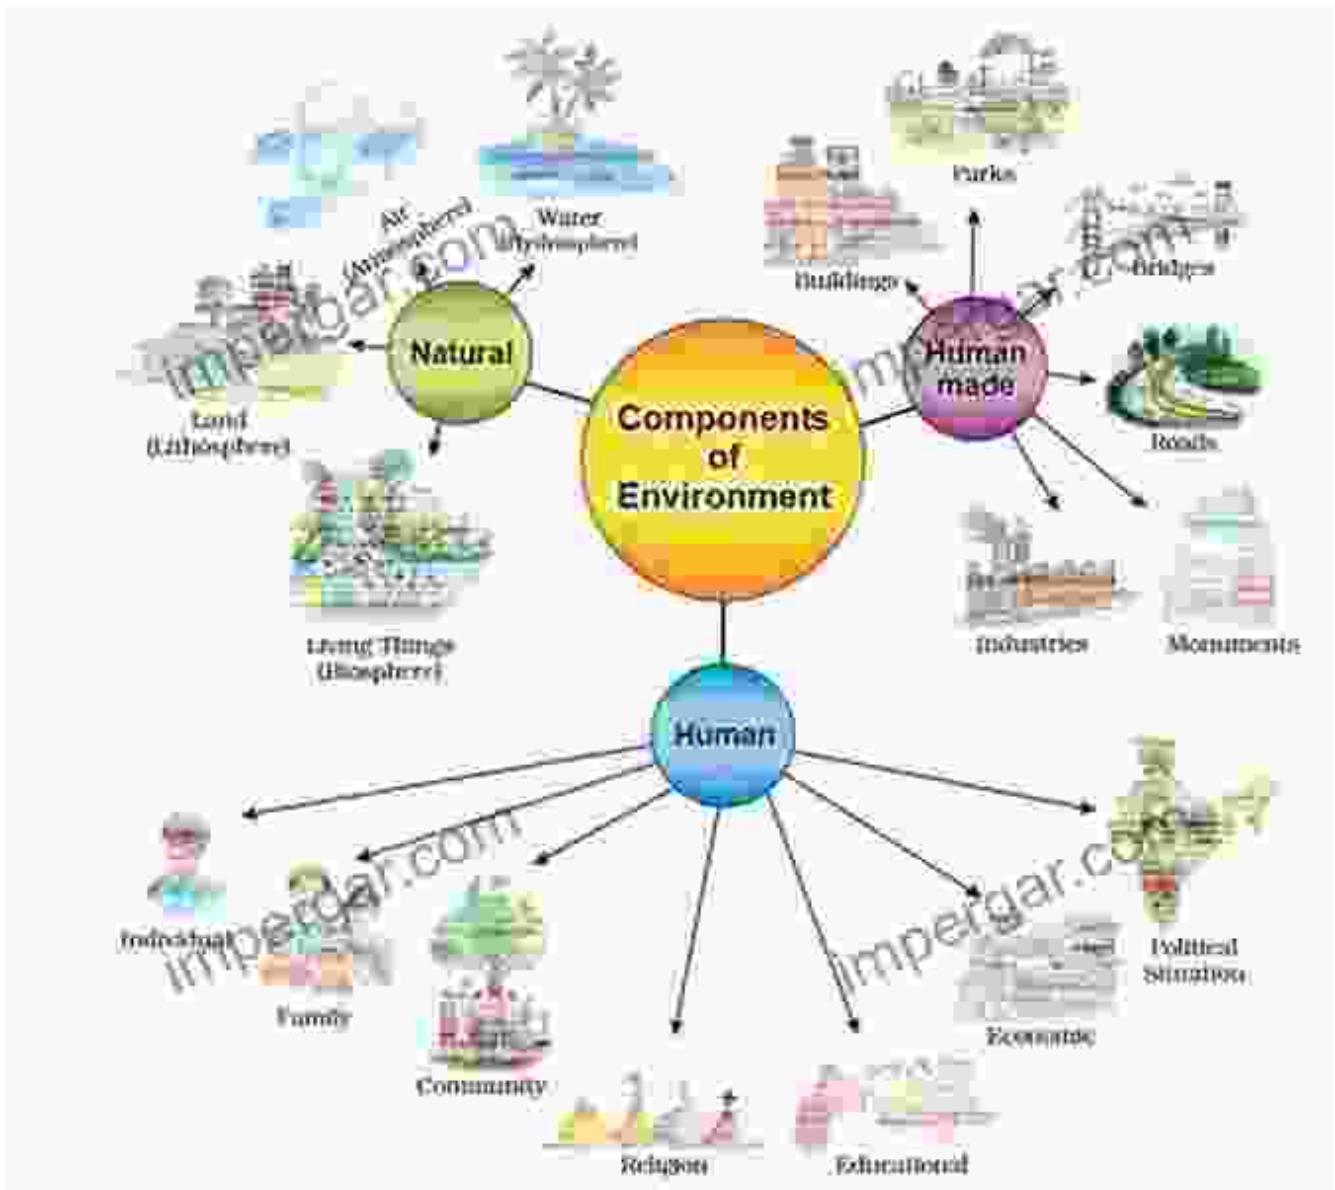 Air
(Atmosphere)
Water
(Hydrosphere)
Land
(Lithosphere)
Natural
Living Things
(Biosphere)
Components
of
Environment
Parks
Buildings
Bridges
Human
made
Roads
Industries
Monuments
Human
Individual
Family
Community
Religion
Educational
Economic
Political
Situation
impergar.com
impergar.com
impergar.com
impergar.com